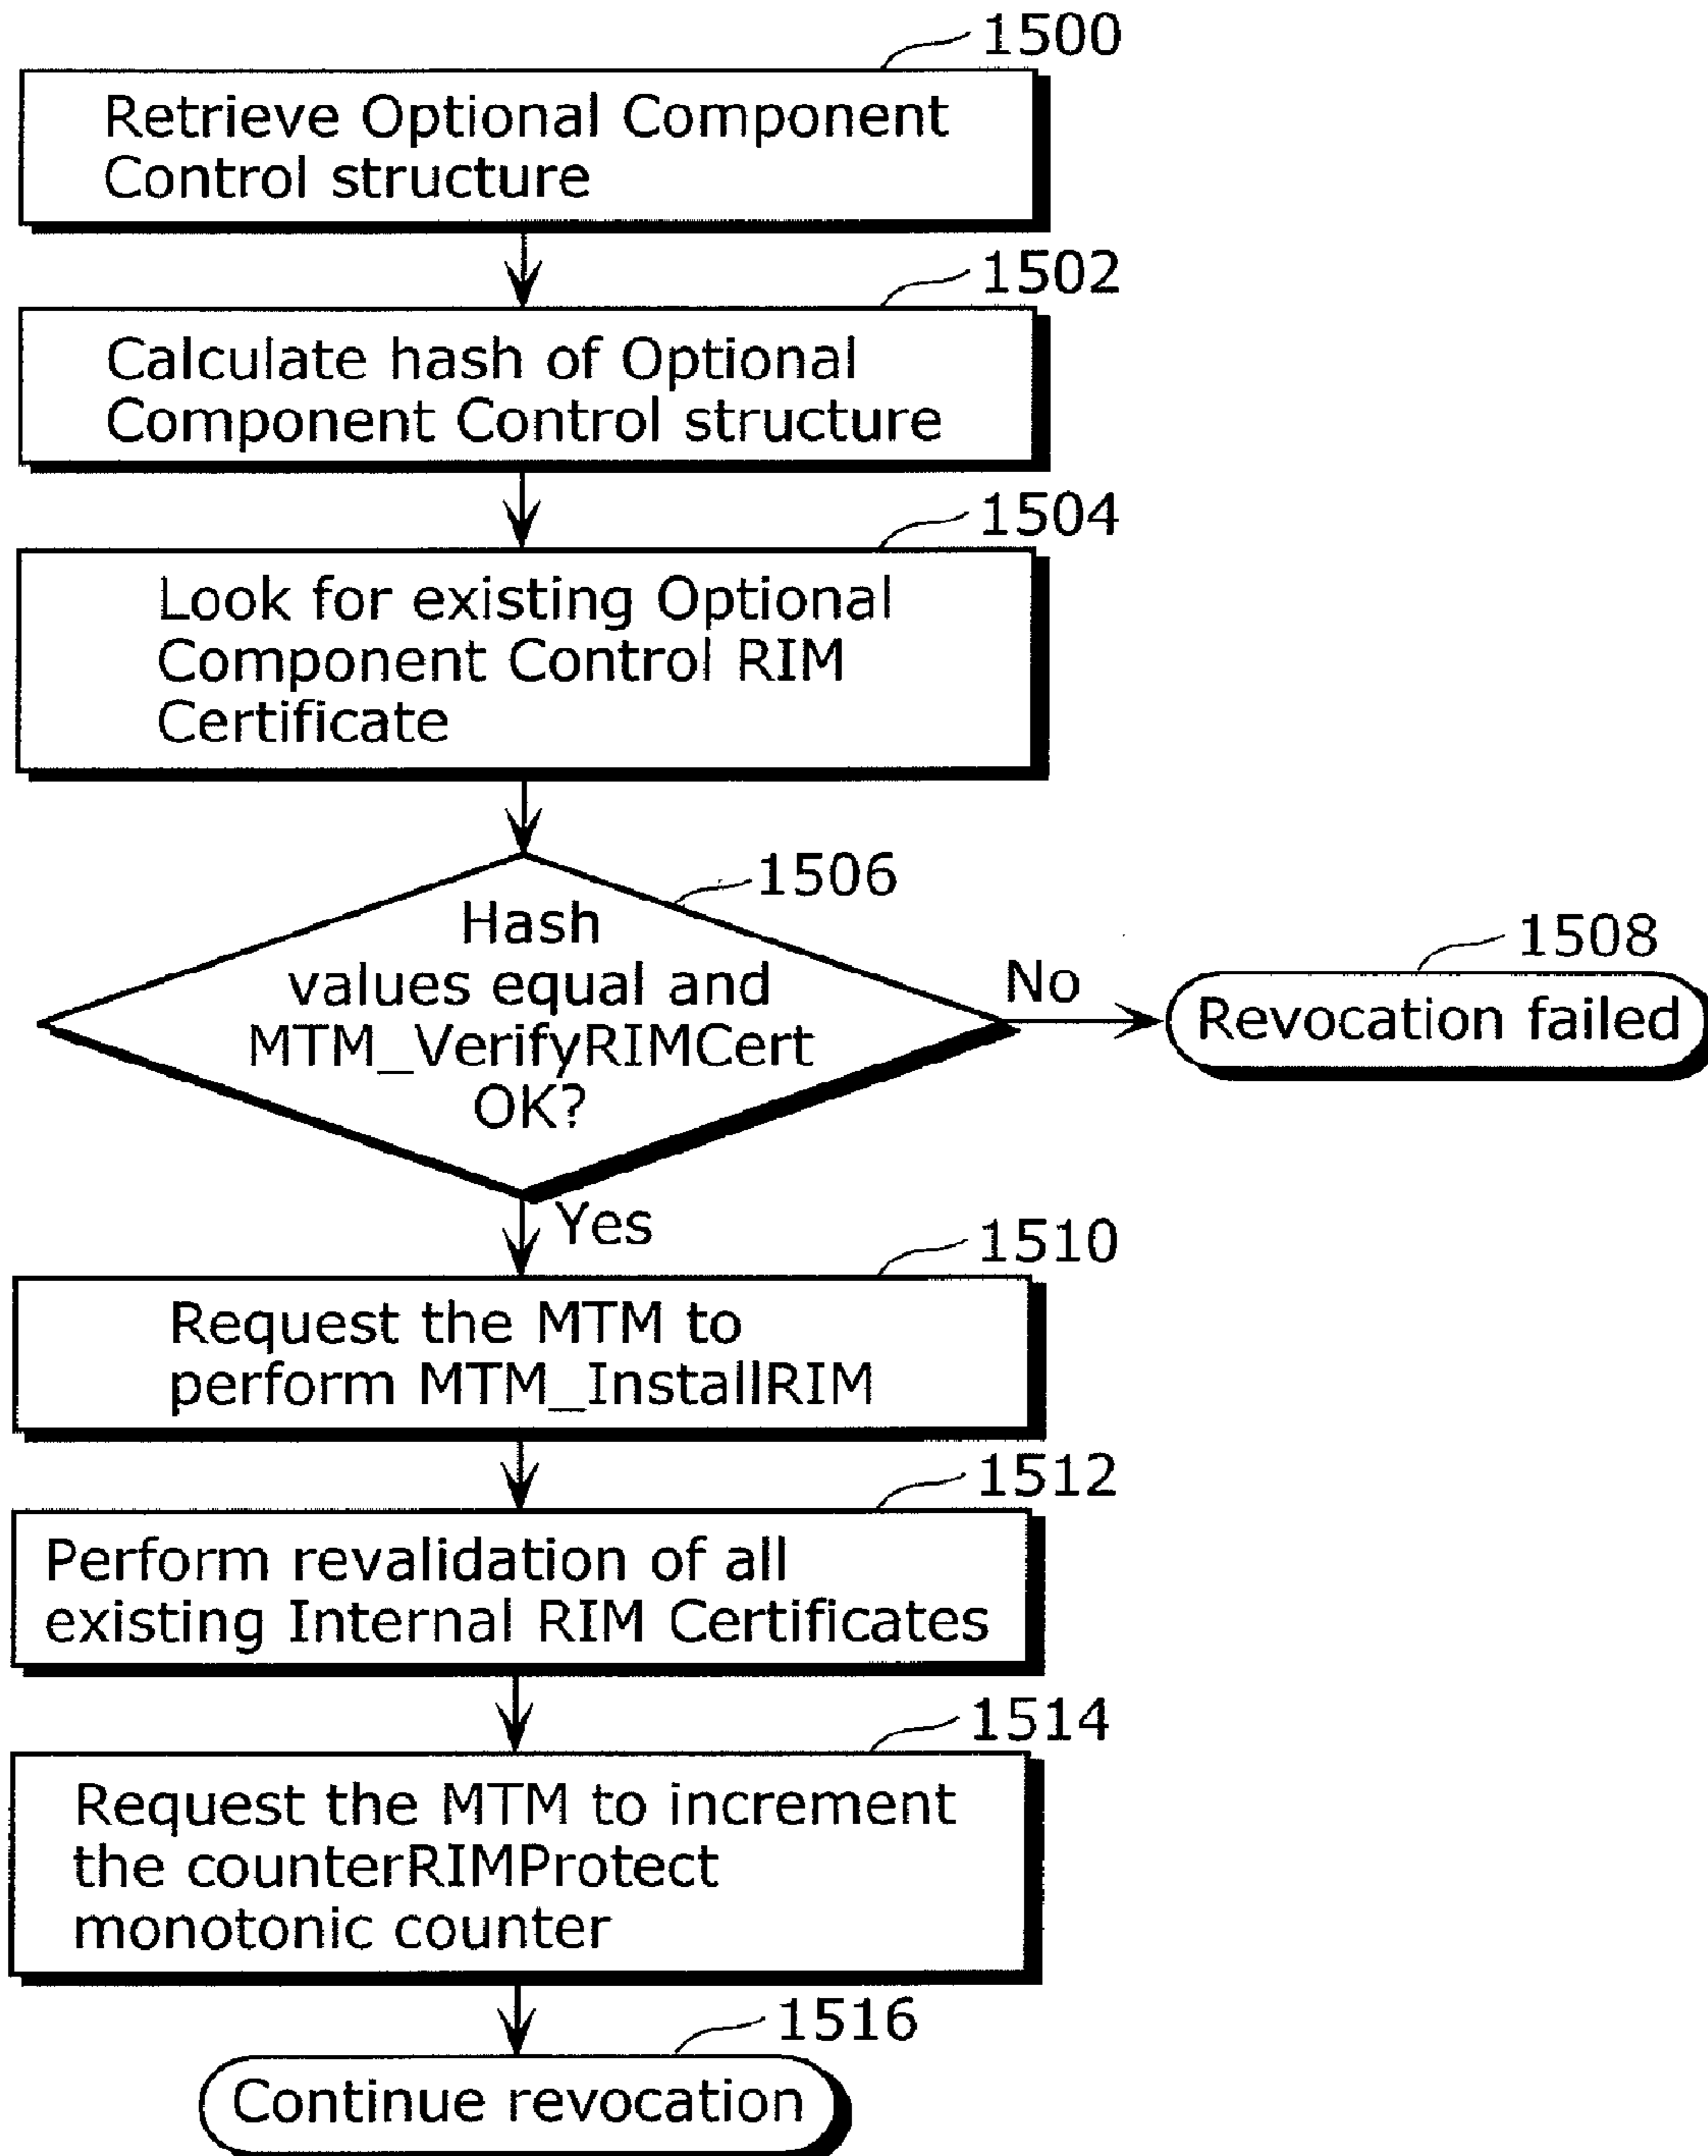 1500
Retrieve Optional Component
Control structure
1502
Calculate hash of Optional
Component Control structure
1504
Look for existing Optional
Component Control RIM
Certificate
1506
Hash
values equal and
MTM_VerifyRIMCert
OK?
No
1508
Revocation failed
Yes
1510
Request the MTM to
perform MTM_InstallRIM
1512
Perform revalidation of all
existing Internal RIM Certificates
1514
Request the MTM to increment
the counterRIMProtect
monotonic counter
1516
Continue revocation